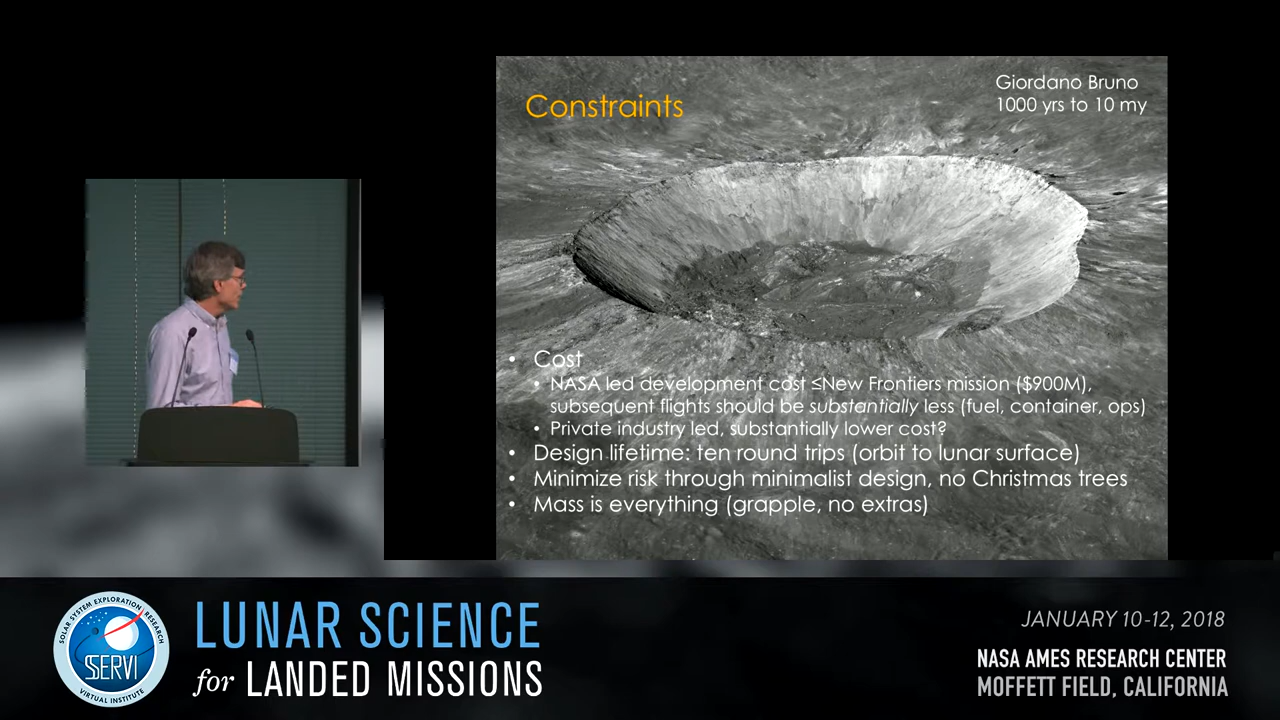 Giordano Bruno
1000 yrs to 10 my
Constraints
• Cost
• NASA led development cost ≤New Frontiers mission ($900M),
subsequent flights should be substantially less (fuel, container, ops)
• Private industry led, substantially lower cost?
• Design lifetime: ten round trips (orbit to lunar surface)
• Minimize risk through minimalist design, no Christmas trees
• Mass is everything (grapple, no extras)
SOLAR SYSTEM EXPLORATION RESEARCH
SSERVI
VIRTUAL INSTITUTE
LUNAR SCIENCE
for LANDED MISSIONS
JANUARY 10-12, 2018
NASA AMES RESEARCH CENTER
MOFFETT FIELD, CALIFORNIA